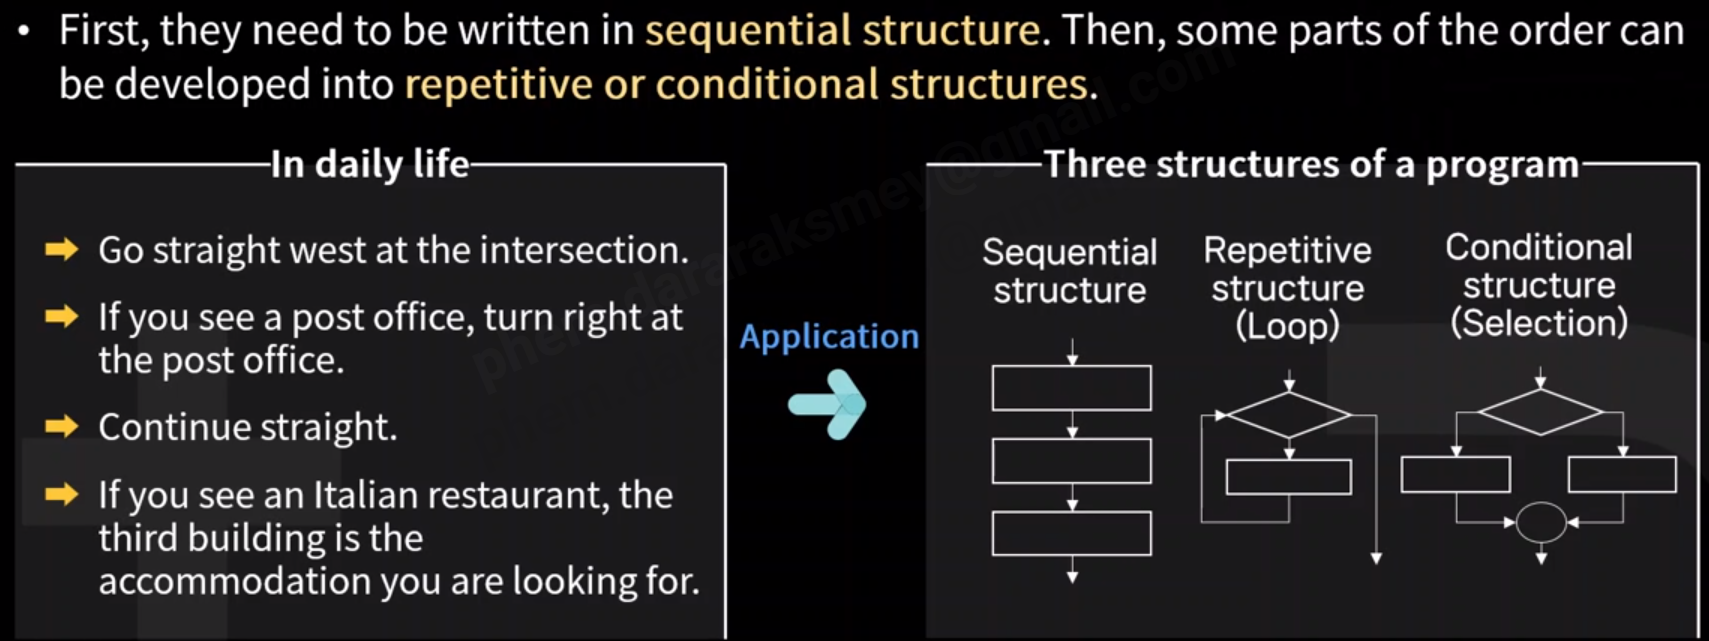 • First, they need to be written in sequential structure. Then, some parts of the order can
be developed into repetitive or conditional structures.
In daily life
Go straight west at the intersection.
If you see a post office, turn right at
the post office.
Continue straight.
If you see an Italian restaurant, the
third building is the
accommodation you are looking for.
Application
Three structures of a program
Sequential
structure
Repetitive
structure
(Loop)
Conditional
structure
(Selection)